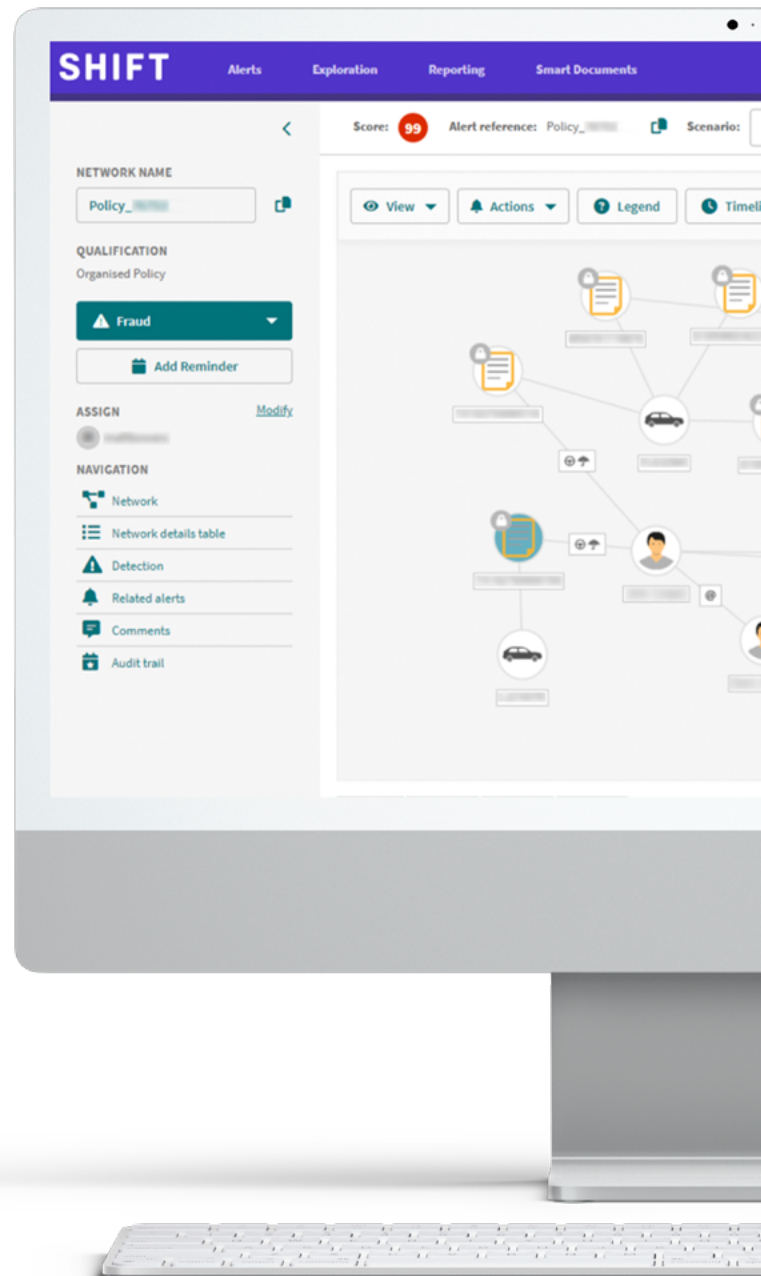 SHIFT
Alerts
Exploration
Reporting
Smart Documents
Score: 99
Alert reference: Policy_
Scenario:
NETWORK NAME
Policy_
QUALIFICATION
Organised Policy
Fraud
Add Reminder
ASSIGN
Modify
NAVIGATION
Network
Network details table
Detection
Related alerts
Comments
Audit trail
View
Actions
Legend
@